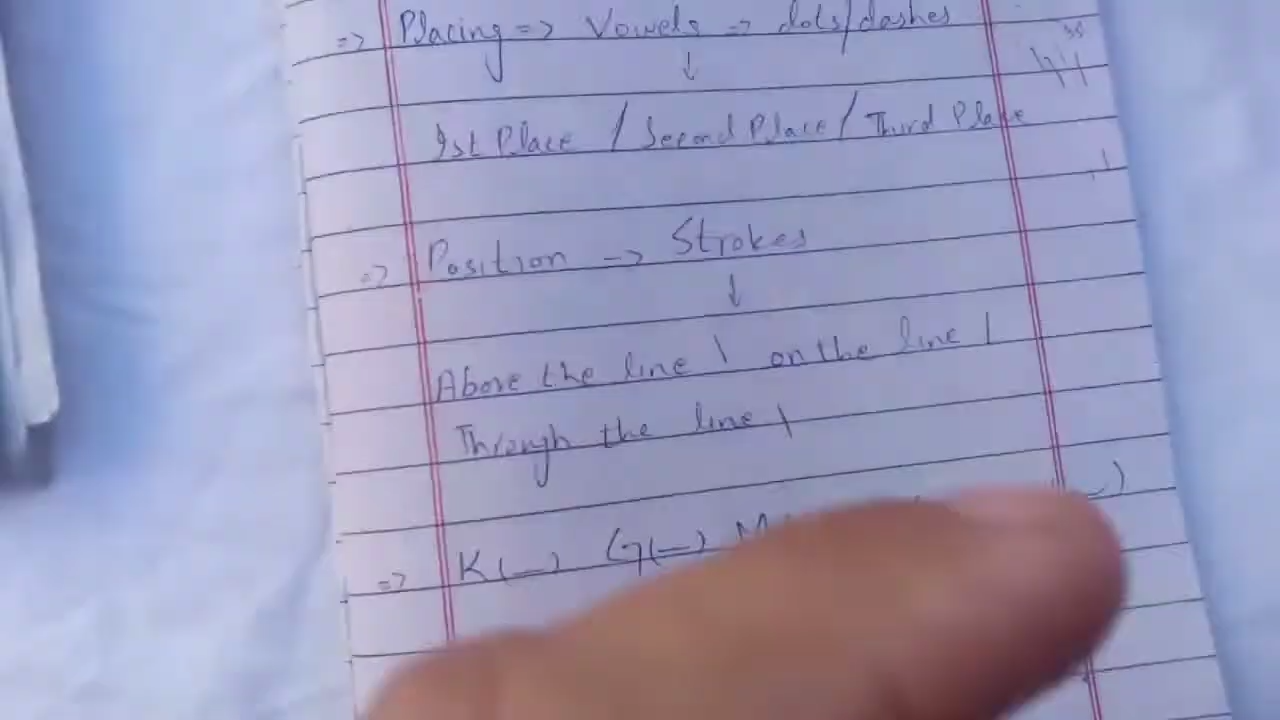 => Placing => Vowels -> dots/dashes
↓ ↓
1st Place / Second Place / Third Place
=> Position -> Strokes
↓
Above the line \ on the line \
Through the line \
=> K(—) G(—) M